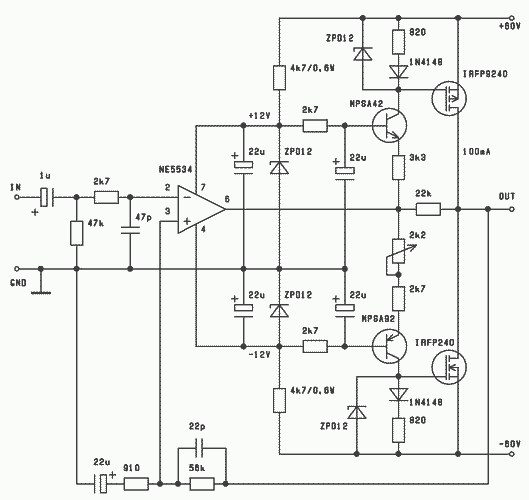 +60V
820
ZPD12
1N4148
4k7/0,6W
IRFP9240
MPSA42
+12V
2k7
100mA
NE5534
22u
ZPD12
22u
3k3
1u
2k7
IN
2
7
6
22k
OUT
3
47k
47p
4
2k2
GND
22u
ZPD12
22u
2k7
MPSA92
2k7
IRFP240
-12V
4k7/0,6W
1N4148
ZPD12
820
22p
-60V
22u
910
56k